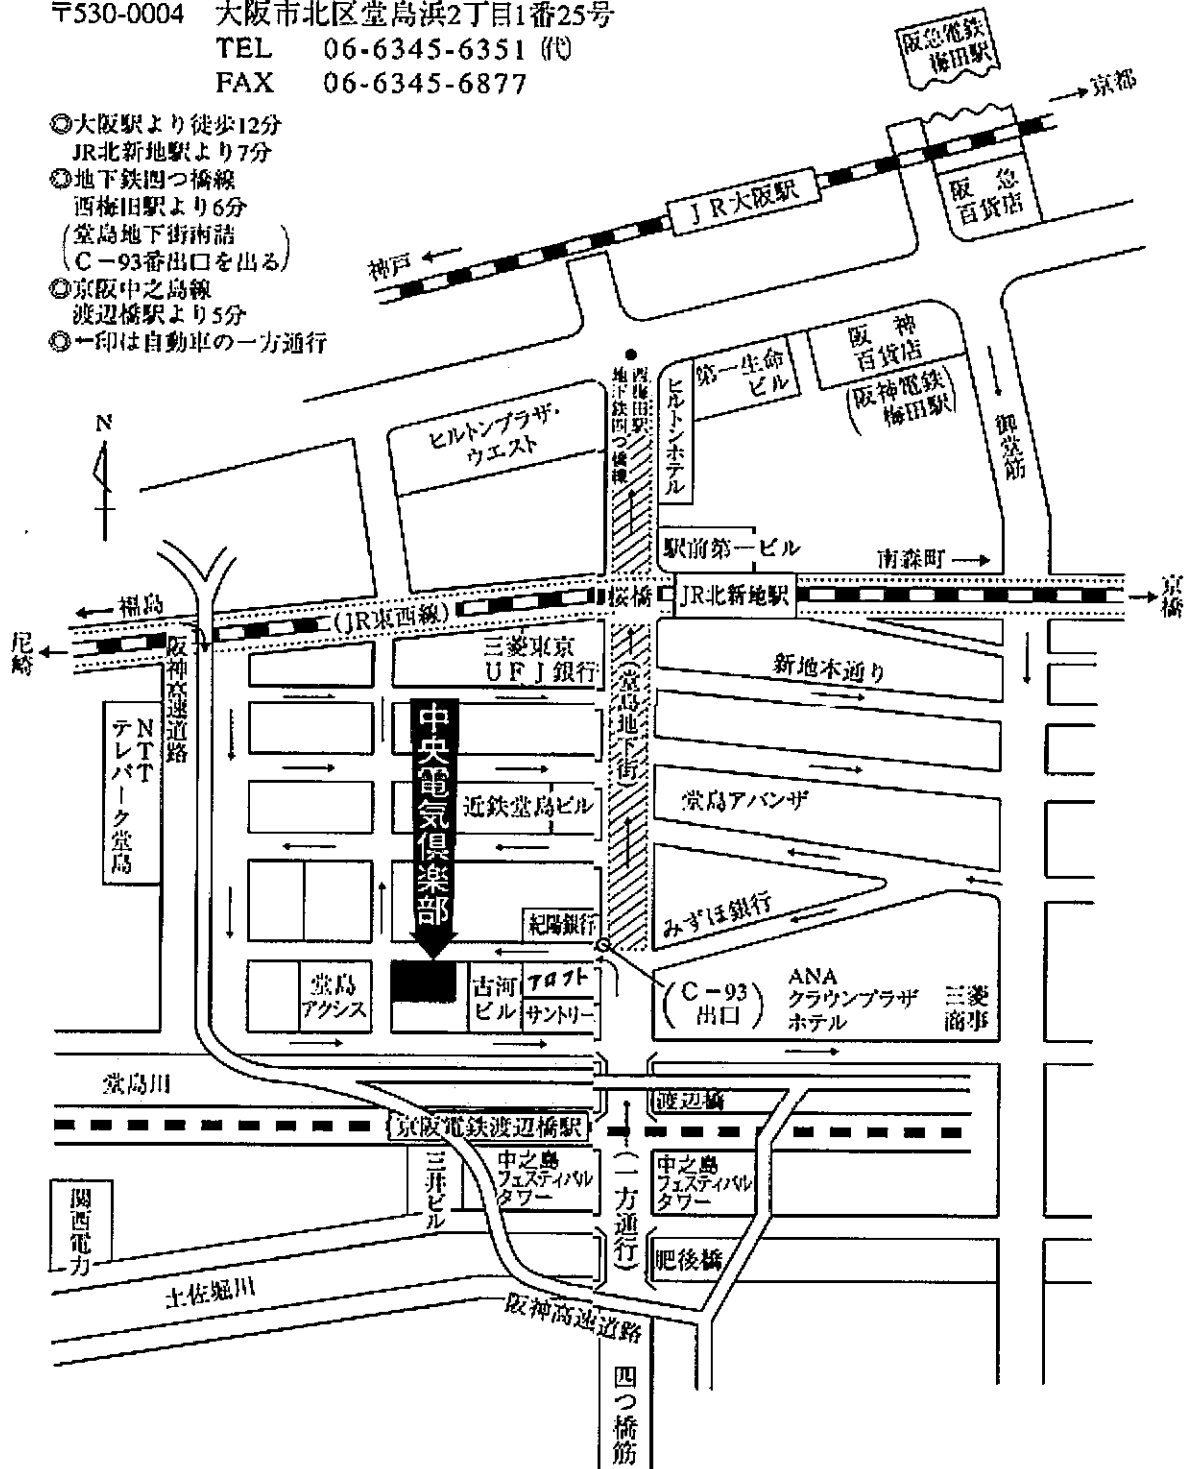 〒530-0004 大阪市北区堂島浜2丁目1番25号
TEL 06-6345-6351 (代)
FAX 06-6345-6877
◎大阪駅より徒歩12分
JR北新地駅より7分
◎地下鉄四つ橋線
西梅田駅より6分
(堂島地下街南詰
C-93番出口を出る)
◎京阪中之島線
渡辺橋駅より5分
◎←印は自動車の一方通行
阪急電鉄
梅田駅
京都
JR大阪駅
阪急
百貨店
神戸
阪神
百貨店
(阪神電鉄
梅田駅)
第一生命
ビル
ヒルトンホテル
西梅田駅
地下鉄四つ橋線
ヒルトンプラザ・
ウエスト
御堂筋
N
駅前第一ビル
南森町
福島
(JR東西線)
桜橋
JR北新地駅
京橋
尼崎
阪神高速道路
三菱東京
UFJ銀行
(堂島地下街)
新地本通り
NTT
テレパーク堂島
中央電気倶楽部
近鉄堂島ビル
堂島アバンザ
紀陽銀行
みずほ銀行
堂島
アクシス
古河
ビル
アロフト
サントリー
(C-93
出口)
ANA
クラウンプラザ
ホテル
三菱
商事
堂島川
渡辺橋
京阪電鉄渡辺橋駅
三井ビル
中之島
フェスティバル
タワー
(一方通行)
中之島
フェスティバル
タワー
関西電力
肥後橋
土佐堀川
阪神高速道路
四つ橋筋